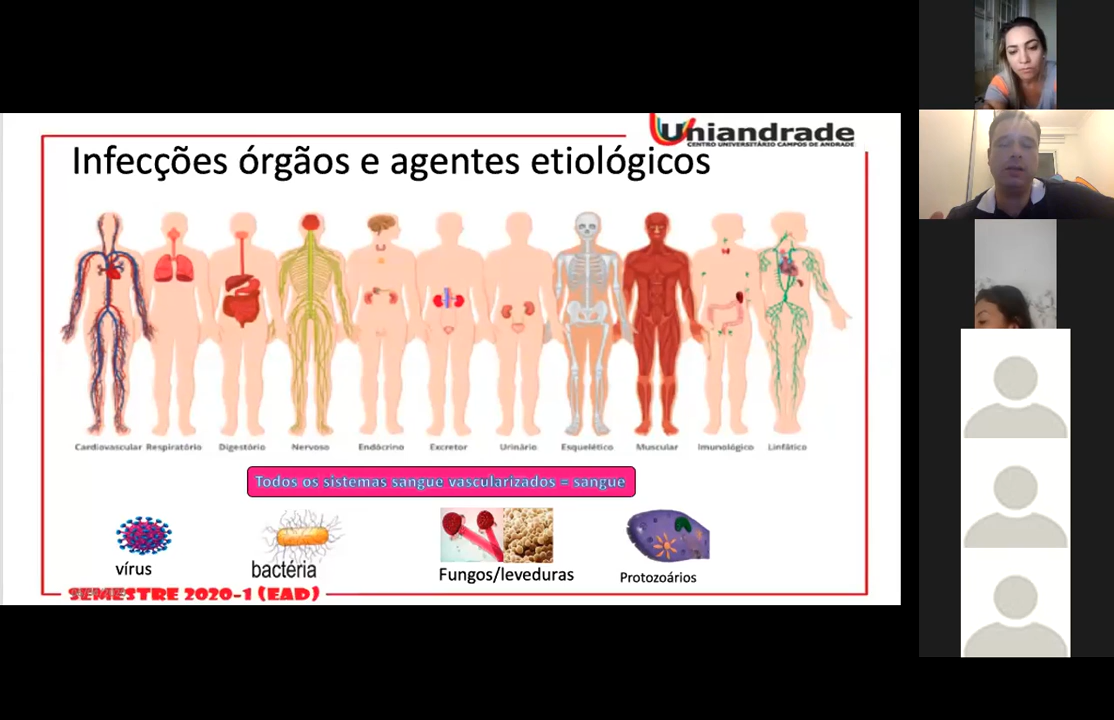 Uniandrade
CENTRO UNIVERSITÁRIO CAMPOS DE ANDRADE
Infecções órgãos e agentes etiológicos
Cardiovascular Respiratório Digestório Nervoso Endócrino Excretor Urinário Esquelético Muscular Imunológico Linfático
Todos os sistemas sangue vascularizados = sangue
vírus bactéria Fungos/leveduras Protozoários
SEMESTRE 2020-1 (EAD)